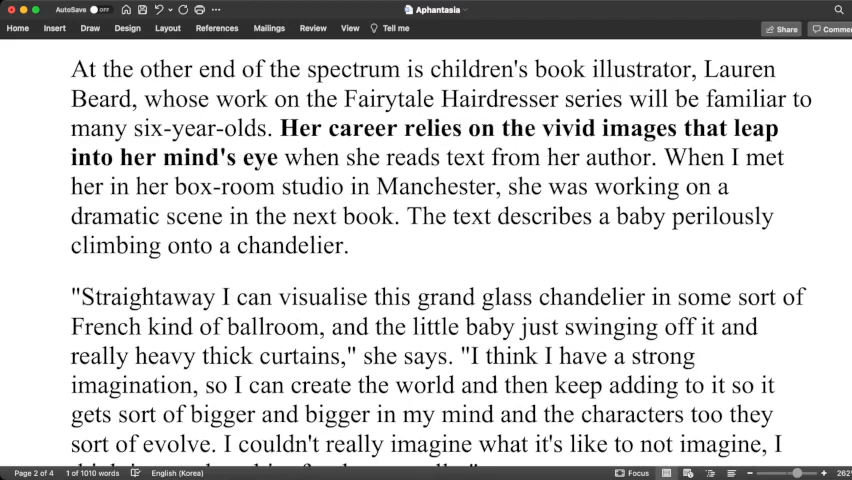 AutoSave OFF
Aphantasia
Home Insert Draw Design Layout References Mailings Review View Tell me
Share
At the other end of the spectrum is children's book illustrator, Lauren
Beard, whose work on the Fairytale Hairdresser series will be familiar to
many six-year-olds. Her career relies on the vivid images that leap
into her mind's eye when she reads text from her author. When I met
her in her box-room studio in Manchester, she was working on a
dramatic scene in the next book. The text describes a baby perilously
climbing onto a chandelier.
"Straightaway I can visualise this grand glass chandelier in some sort of
French kind of ballroom, and the little baby just swinging off it and
really heavy thick curtains," she says. "I think I have a strong
imagination, so I can create the world and then keep adding to it so it
gets sort of bigger and bigger in my mind and the characters too they
sort of evolve. I couldn't really imagine what it's like to not imagine, I
Page 2 of 4 1 of 1010 words English (Korea) Focus